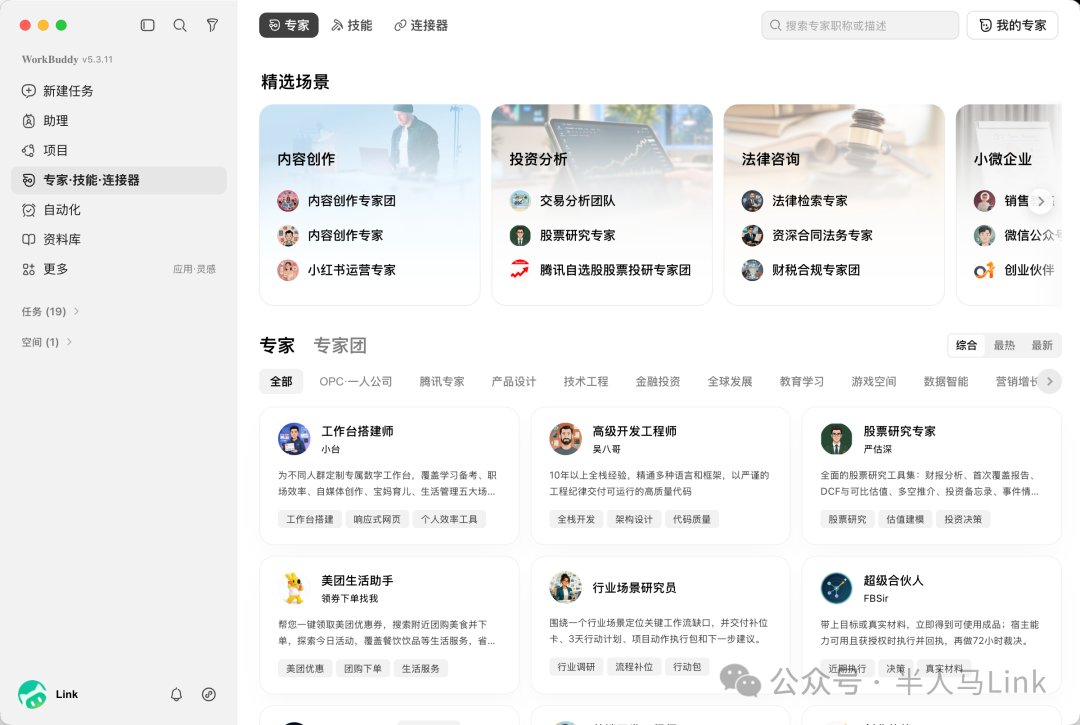 专家
技能
连接器
搜索专家职称或描述
我的专家
WorkBuddy v5.3.11
新建任务
助理
项目
专家·技能·连接器
自动化
资料库
更多
应用·灵感
任务 (19)
空间 (1)
Link
精选场景
内容创作
内容创作专家团
内容创作专家
小红书运营专家
投资分析
交易分析团队
股票研究专家
腾讯自选股股票投研专家团
法律咨询
法律检索专家
资深合同法务专家
财税合规专家团
小微企业
销售
微信公众号
创业伙伴
专家 专家团
综合 最热 最新
全部 OPC·一人公司 腾讯专家 产品设计 技术工程 金融投资 全球发展 教育学习 游戏空间 数据智能 营销增长
工作台搭建师
小台
为不同人群定制专属数字工作台，覆盖学习备考、职
场效率、自媒体创作、宝妈育儿、生活管理五大场...
工作台搭建 响应式网页 个人效率工具
高级开发工程师
吴八哥
10年以上全栈经验，精通多种语言和框架，以严谨的
工程纪律交付可运行的高质量代码
全栈开发 架构设计 代码质量
股票研究专家
严估深
全面的股票研究工具集：财报分析、首次覆盖报告、
DCF与可比估值、多空推介、投资备忘录、事件情...
股票研究 估值建模 投资决策
美团生活助手
领券下单找我
帮您一键领取美团优惠券，搜索附近团购美食并下
单，探索今日活动，覆盖餐饮饮品等生活服务，省...
美团优惠 团购下单 生活服务
行业场景研究员
围绕一个行业场景定位关键工作流缺口，并交付补位
卡、3天行动计划、项目动作执行包和下一步建议。
行业调研 流程补位 行动包
超级合伙人
FBSir
带上目标或真实材料，立即得到可使用成品；宿主能
力可用且获授权时执行并回执，再做72小时裁决。
近期执行 决策 真实材料
公众号 · 半人马Link